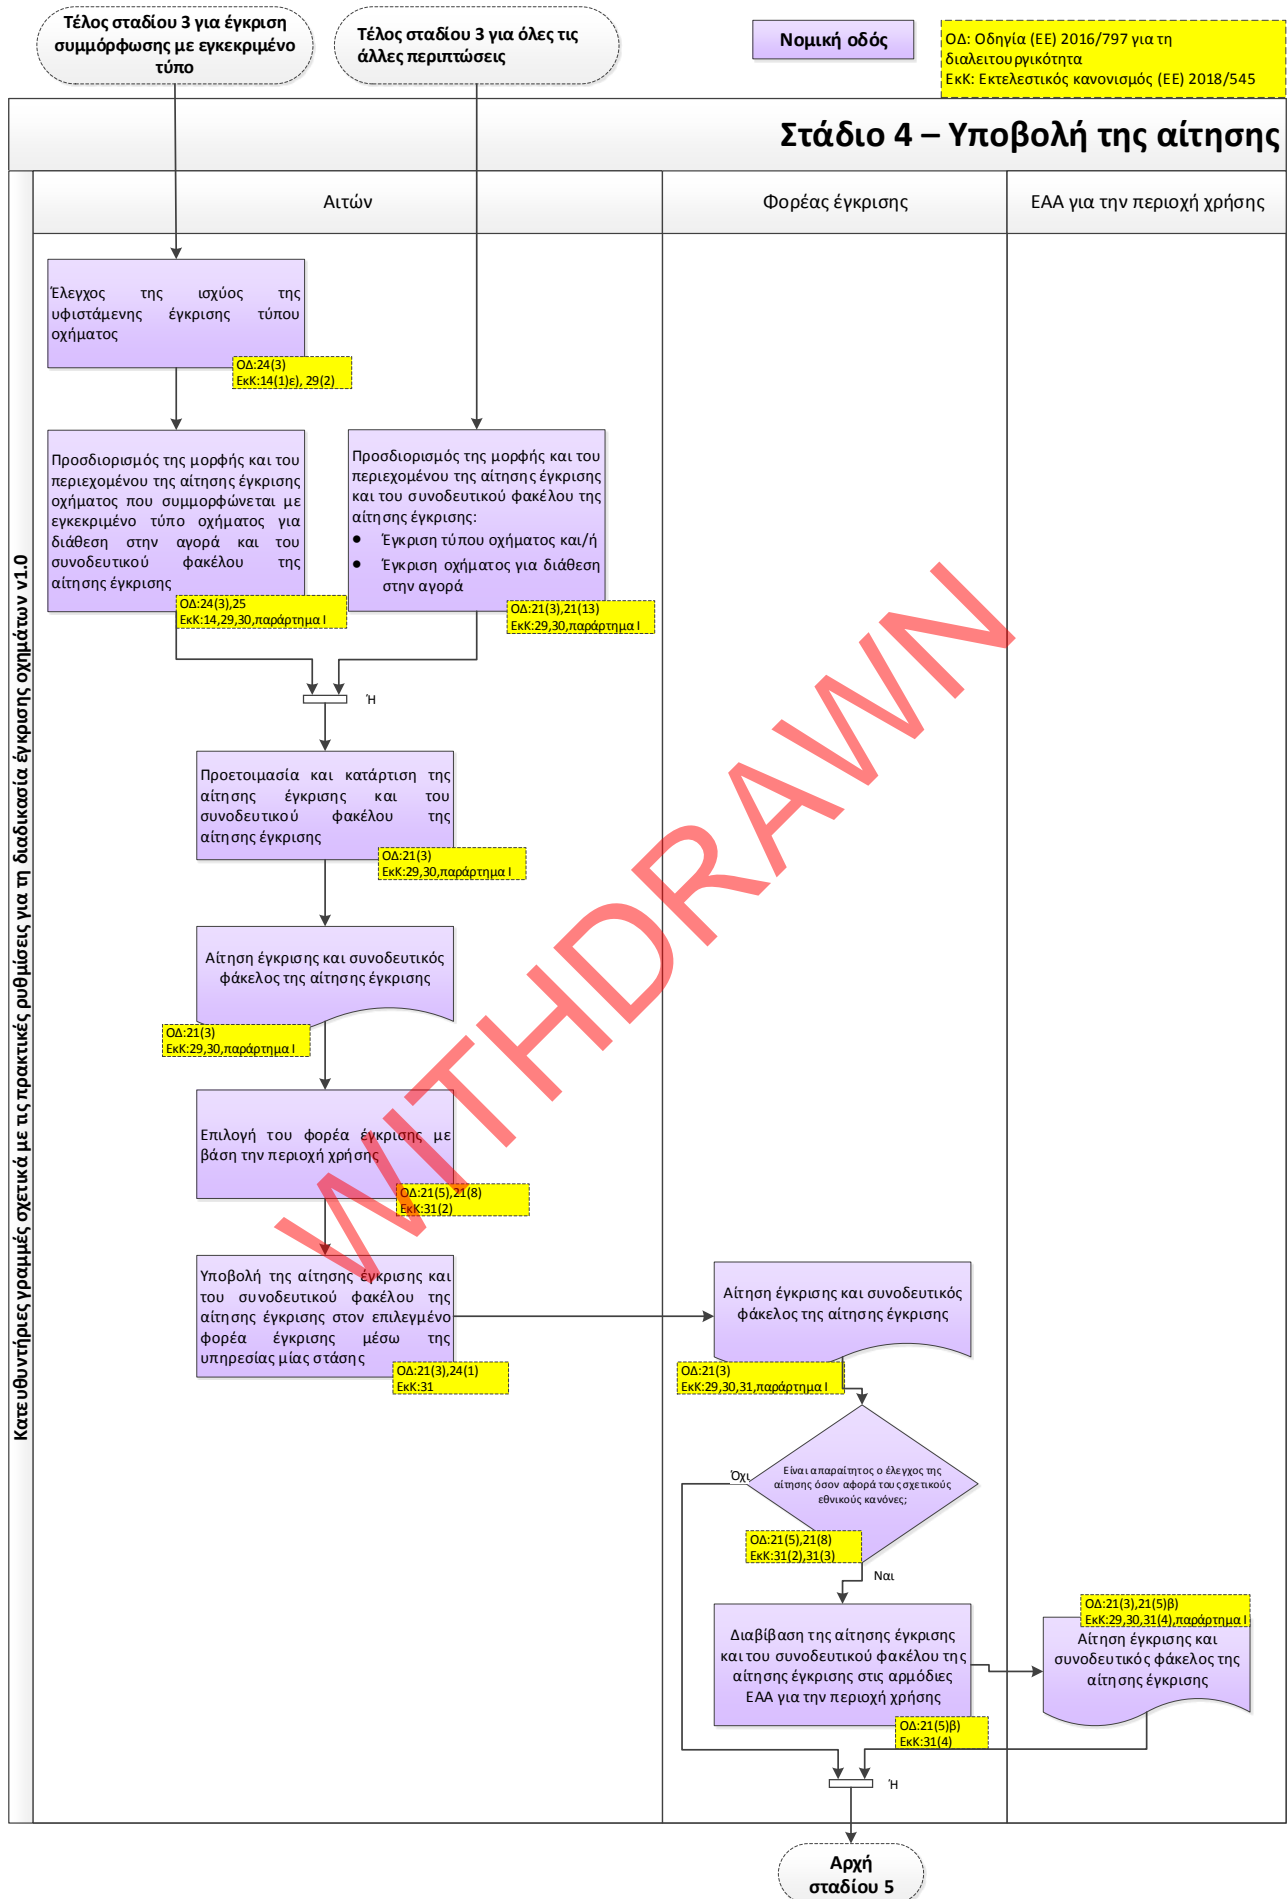 Τέλος σταδίου 3 για έγκριση
συμμόρφωσης με εγκεκριμένο
τύπο
Τέλος σταδίου 3 για όλες τις
άλλες περιπτώσεις
Νομική οδός
ΟΔ: Οδηγία (ΕΕ) 2016/797 για τη
διαλειτουργικότητα
ΕκΚ: Εκτελεστικός κανονισμός (ΕΕ) 2018/545
Στάδιο 4 – Υποβολή της αίτησης
Κατευθυντήριες γραμμές σχετικά με τις πρακτικές ρυθμίσεις για τη διαδικασία έγκρισης οχημάτων v1.0
Αιτών
Φορέας έγκρισης
ΕΑΑ για την περιοχή χρήσης
Έλεγχος της ισχύος της
υφιστάμενης έγκρισης τύπου
οχήματος
ΟΔ:24(3)
ΕκΚ:14(1)ε), 29(2)
Προσδιορισμός της μορφής και του
περιεχομένου της αίτησης έγκρισης
οχήματος που συμμορφώνεται με
εγκεκριμένο τύπο οχήματος για
διάθεση στην αγορά και του
συνοδευτικού φακέλου της
αίτησης έγκρισης
ΟΔ:24(3),25
ΕκΚ:14,29,30,παράρτημα Ι
Προσδιορισμός της μορφής και του
περιεχομένου της αίτησης έγκρισης
και του συνοδευτικού φακέλου της
αίτησης έγκρισης:
● Έγκριση τύπου οχήματος και/ή
● Έγκριση οχήματος για διάθεση
στην αγορά
ΟΔ:21(3),21(13)
ΕκΚ:29,30,παράρτημα Ι
Ή
Προετοιμασία και κατάρτιση της
αίτησης έγκρισης και του
συνοδευτικού φακέλου της
αίτησης έγκρισης
ΟΔ:21(3)
ΕκΚ:29,30,παράρτημα Ι
Αίτηση έγκρισης και συνοδευτικός
φάκελος της αίτησης έγκρισης
ΟΔ:21(3)
ΕκΚ:29,30,παράρτημα Ι
Επιλογή του φορέα έγκρισης με
βάση την περιοχή χρήσης
ΟΔ:21(5),21(8)
ΕκΚ:31(2)
Υποβολή της αίτησης έγκρισης και
του συνοδευτικού φακέλου της
αίτησης έγκρισης στον επιλεγμένο
φορέα έγκρισης μέσω της
υπηρεσίας μίας στάσης
ΟΔ:21(3),24(1)
ΕκΚ:31
Αίτηση έγκρισης και συνοδευτικός
φάκελος της αίτησης έγκρισης
ΟΔ:21(3)
ΕκΚ:29,30,31,παράρτημα Ι
Είναι απαραίτητος ο έλεγχος της
αίτησης όσον αφορά τους σχετικούς
εθνικούς κανόνες;
Όχι
ΟΔ:21(5),21(8)
ΕκΚ:31(2),31(3)
Ναι
Διαβίβαση της αίτησης έγκρισης
και του συνοδευτικού φακέλου της
αίτησης έγκρισης στις αρμόδιες
ΕΑΑ για την περιοχή χρήσης
ΟΔ:21(5)β)
ΕκΚ:31(4)
ΟΔ:21(3),21(5)β)
ΕκΚ:29,30,31(4),παράρτημα Ι
Αίτηση έγκρισης και
συνοδευτικός φάκελος της
αίτησης έγκρισης
Ή
Αρχή
σταδίου 5
WITHDRAWN